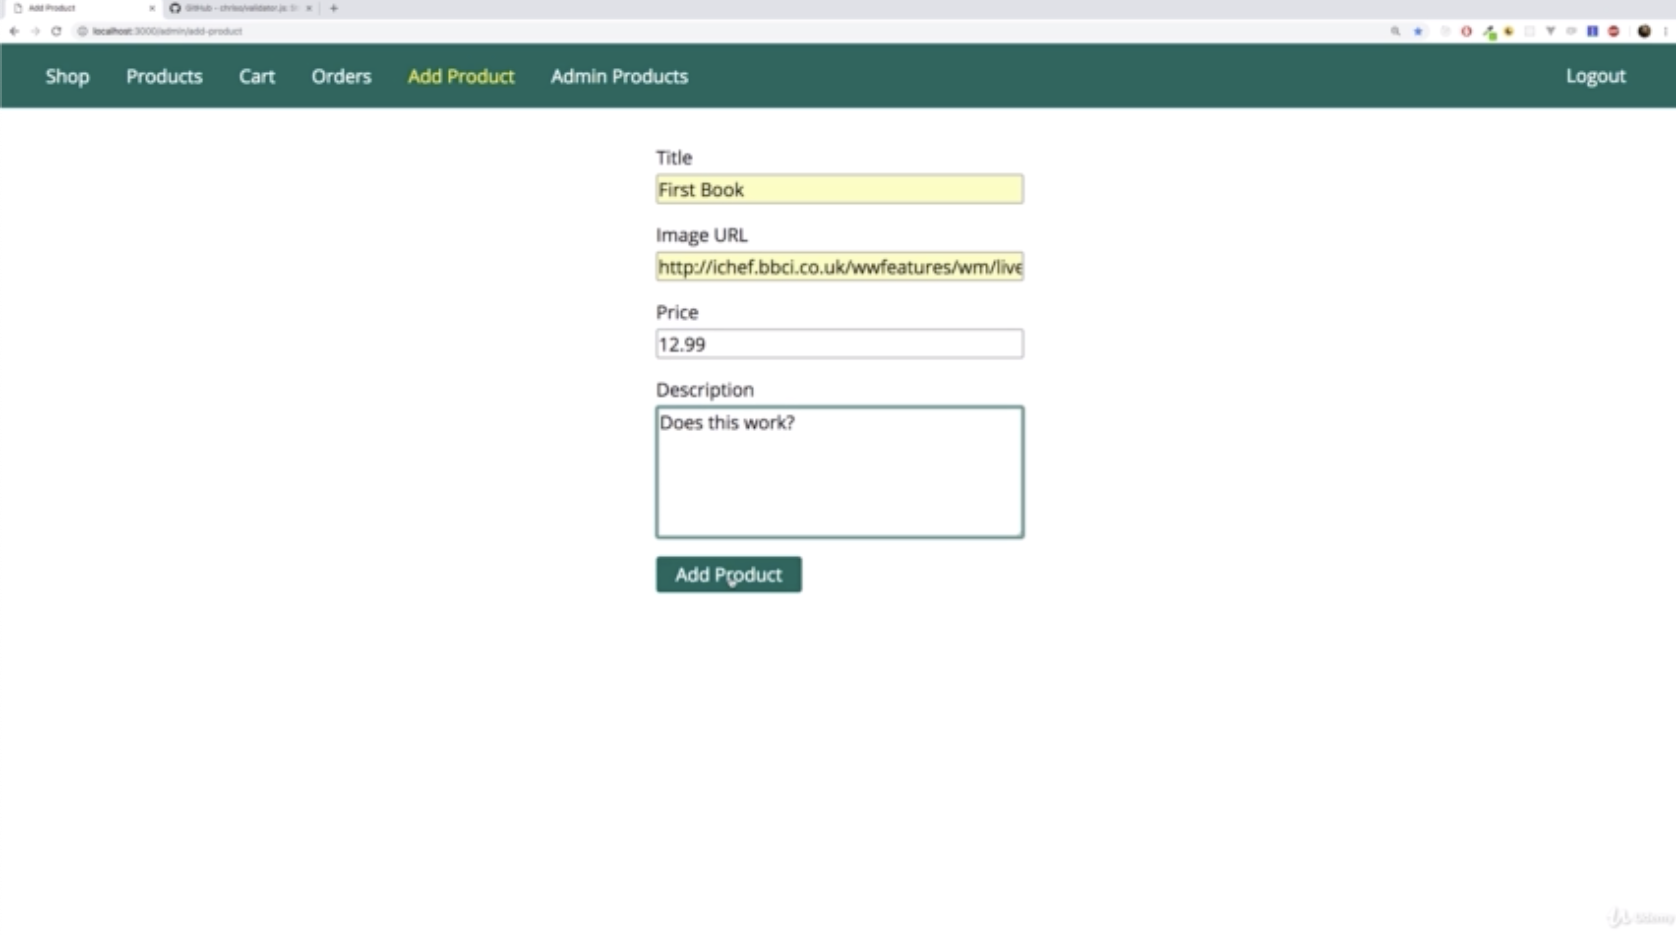 Add Product
GitHub - chriso/validator.js: St
localhost:3000/admin/add-product
Shop Products Cart Orders Add Product Admin Products Logout
Title
First Book
Image URL
http://ichef.bbci.co.uk/wwfeatures/wm/live
Price
12.99
Description
Does this work?
Add Product
Udemy